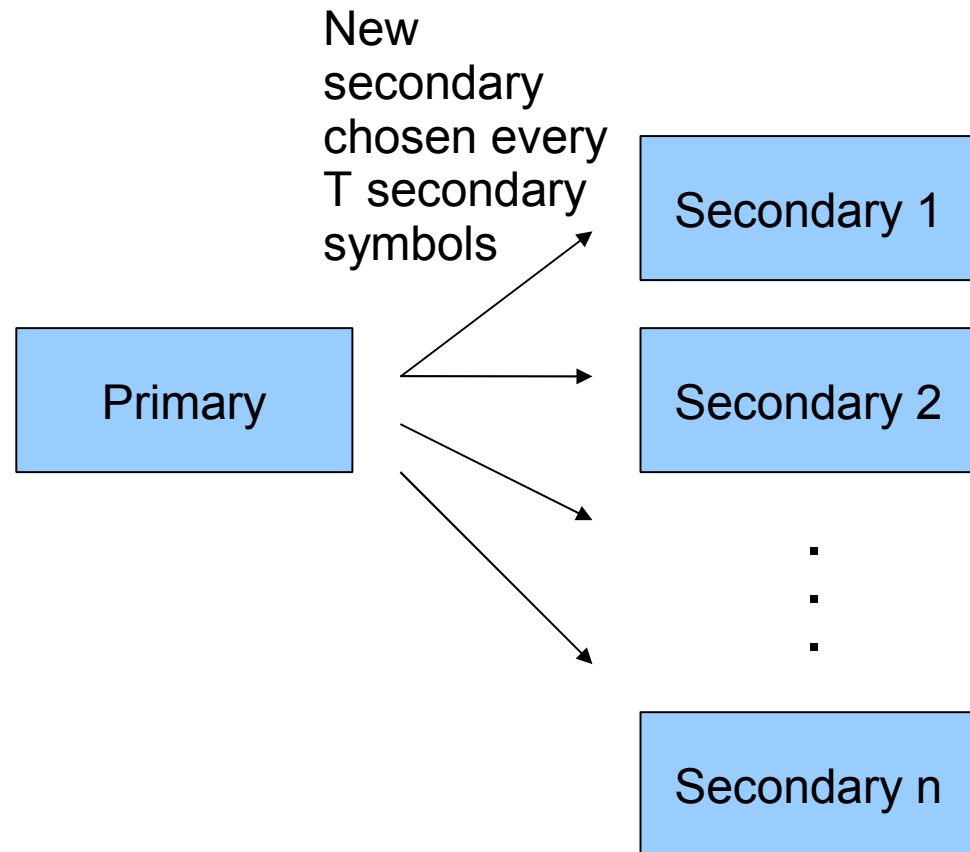 New
secondary
chosen every
T secondary
symbols
Secondary 1
Primary
Secondary 2
Secondary n